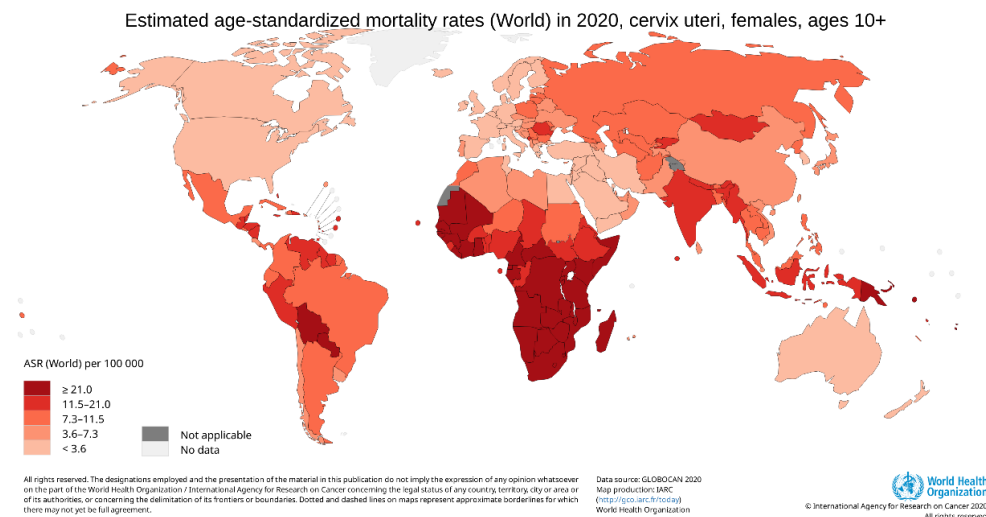 Estimated age-standardized mortality rates (World) in 2020, cervix uteri, females, ages 10+
ASR (World) per 100 000
≥ 21.0
11.5–21.0
7.3–11.5
3.6–7.3
< 3.6
Not applicable
No data
All rights reserved. The designations employed and the presentation of the material in this publication do not imply the expression of any opinion whatsoever
on the part of the World Health Organization / International Agency for Research on Cancer concerning the legal status of any country, territory, city or area or
of its authorities, or concerning the delimitation of its frontiers or boundaries. Dotted and dashed lines on maps represent approximate borderlines for which
there may not yet be full agreement.
Data source: GLOBOCAN 2020
Map production: IARC
(http://gco.iarc.fr/today)
World Health Organization
World Health
Organization
© International Agency for Research on Cancer 2020
All rights reserved